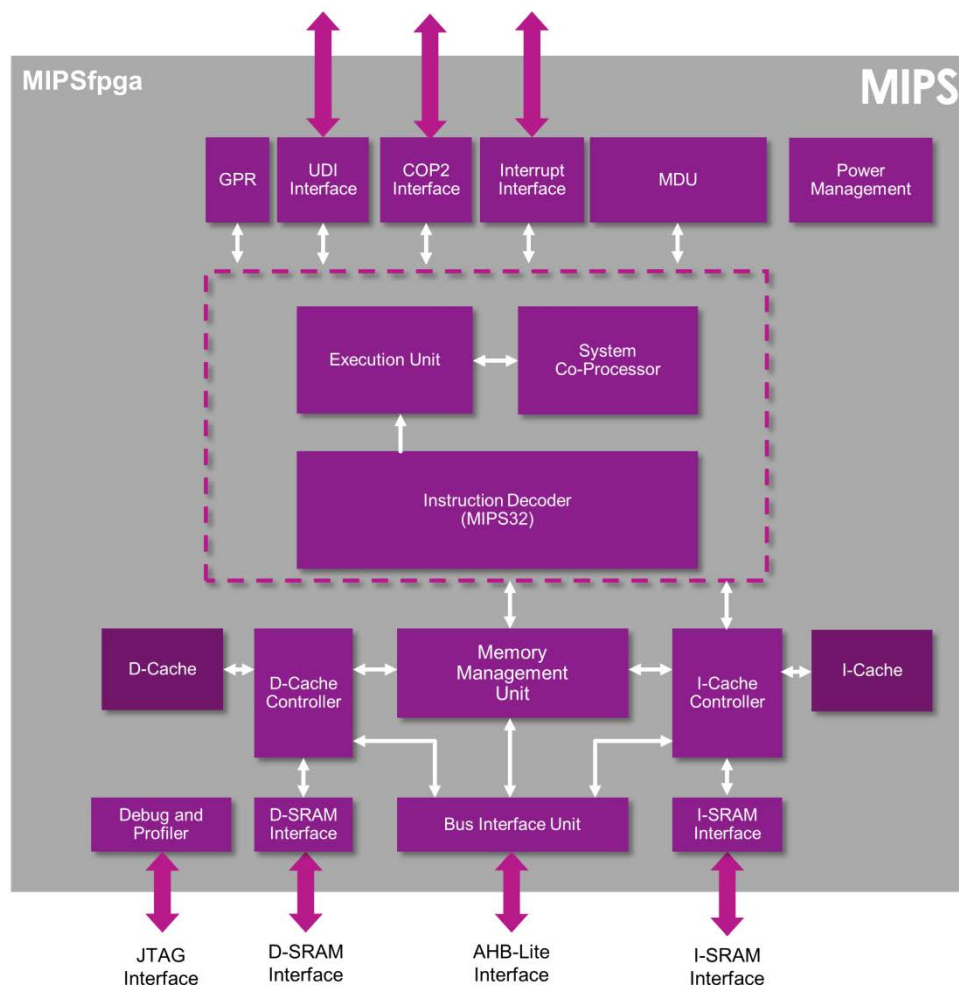 MIPSfpga
MIPS
GPR
UDI
Interface
COP2
Interface
Interrupt
Interface
MDU
Power
Management
Execution Unit
System
Co-Processor
Instruction Decoder
(MIPS32)
D-Cache
D-Cache
Controller
Memory
Management
Unit
I-Cache
Controller
I-Cache
Debug and
Profiler
D-SRAM
Interface
Bus Interface Unit
I-SRAM
Interface
JTAG
Interface
D-SRAM
Interface
AHB-Lite
Interface
I-SRAM
Interface